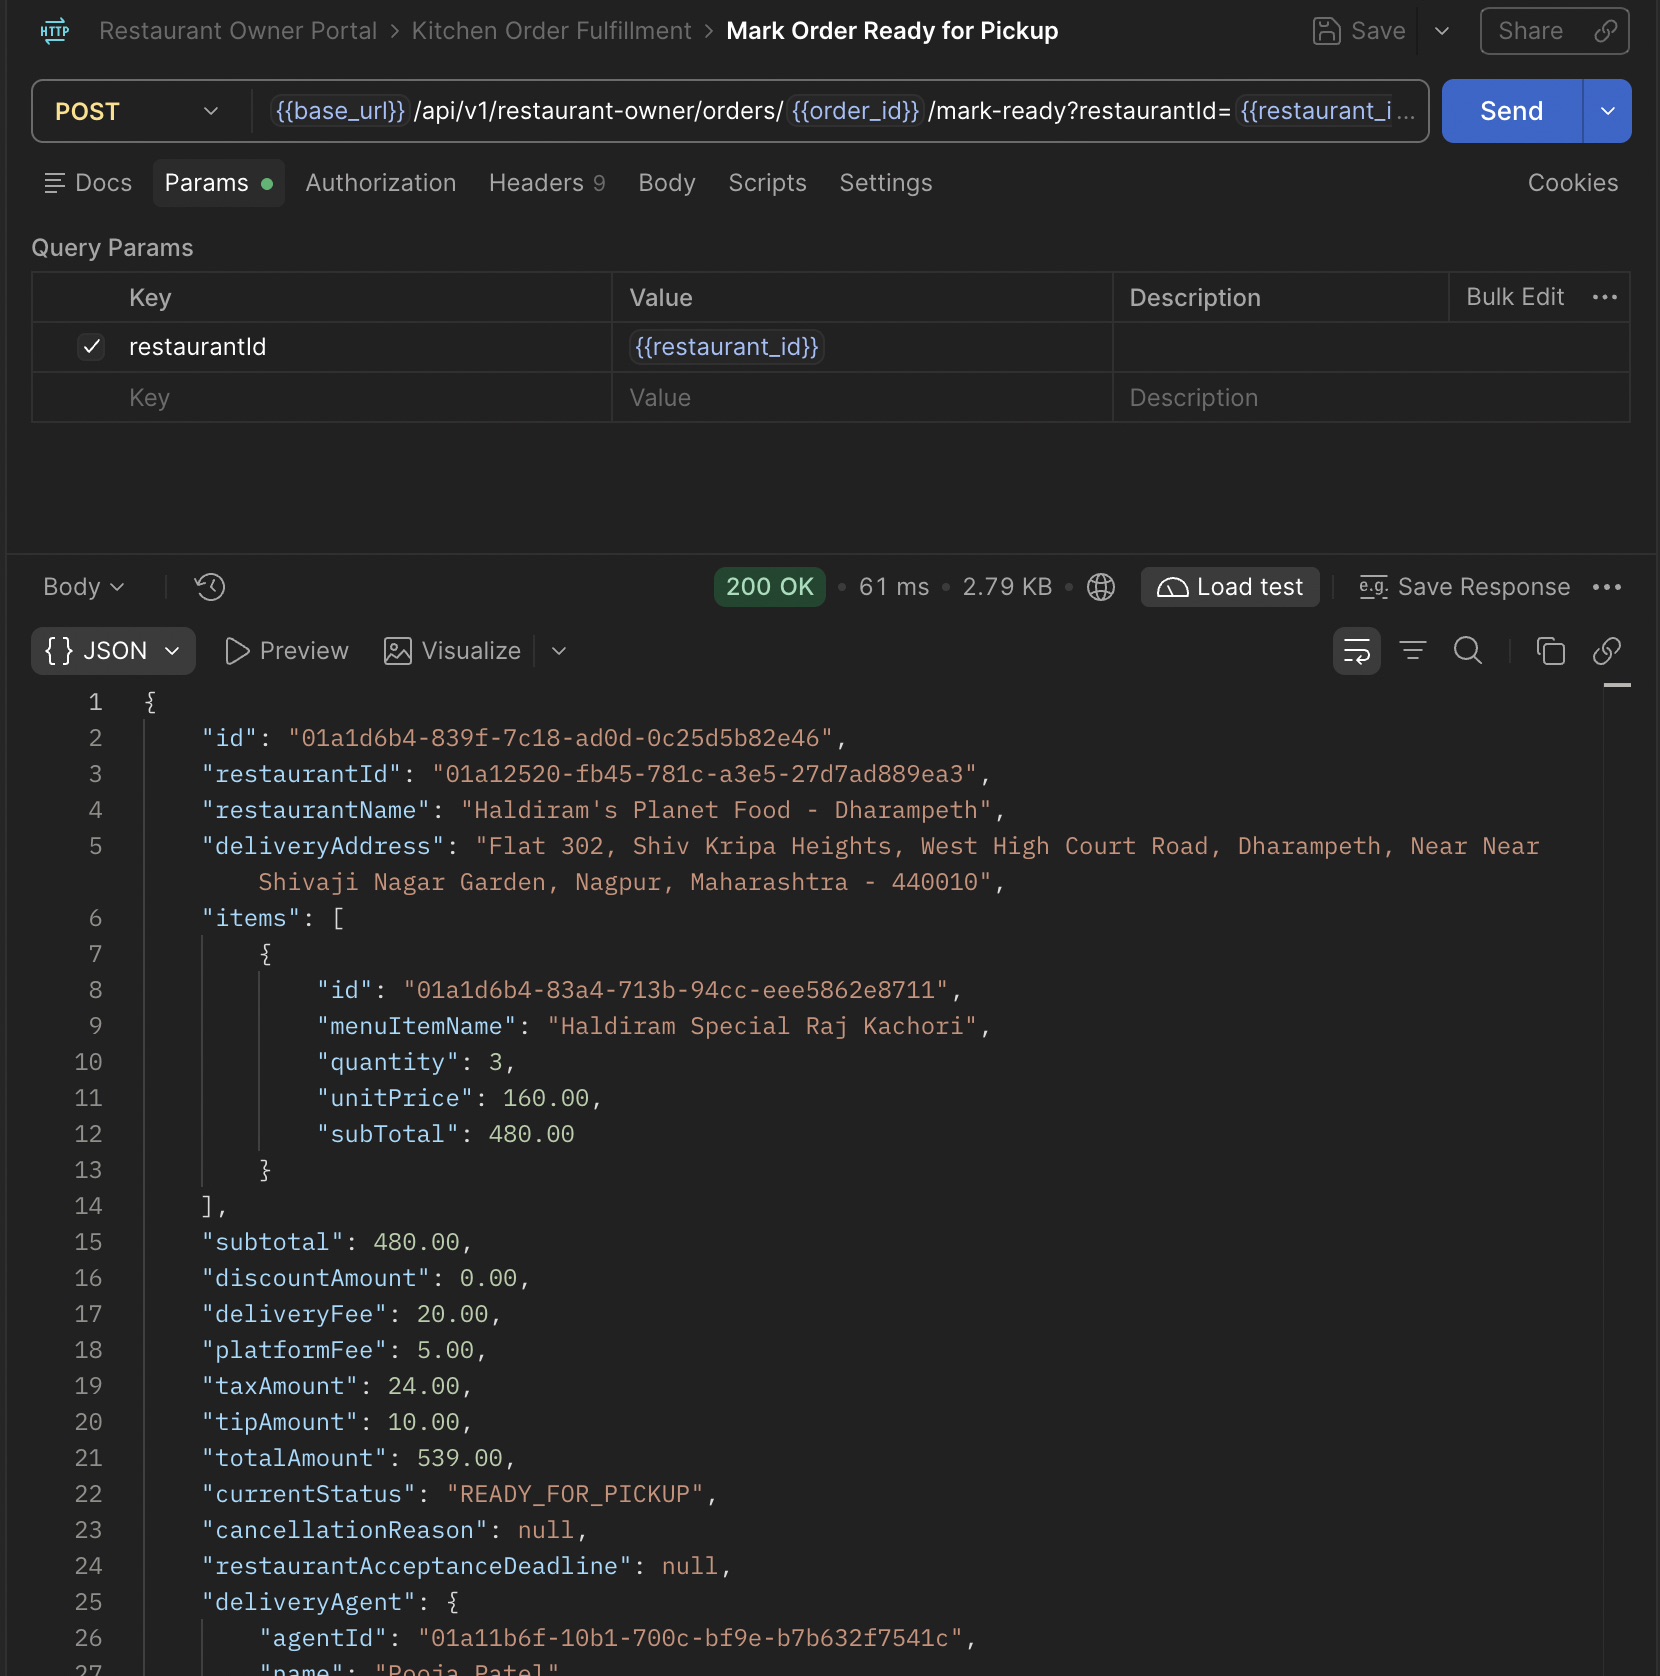 HTTP Restaurant Owner Portal > Kitchen Order Fulfillment > Mark Order Ready for Pickup Save Share
POST {{base_url}} /api/v1/restaurant-owner/orders/ {{order_id}} /mark-ready?restaurantId= {{restaurant_i ... Send
Docs Params Authorization Headers 9 Body Scripts Settings Cookies
Query Params
Key Value Description Bulk Edit ...
restaurantId {{restaurant_id}}
Key Value Description
Body 200 OK • 61 ms • 2.79 KB • Load test e.g. Save Response ...
{} JSON Preview Visualize
1 {
2 "id": "01a1d6b4-839f-7c18-ad0d-0c25d5b82e46",
3 "restaurantId": "01a12520-fb45-781c-a3e5-27d7ad889ea3",
4 "restaurantName": "Haldiram's Planet Food - Dharampeth",
5 "deliveryAddress": "Flat 302, Shiv Kripa Heights, West High Court Road, Dharampeth, Near Near
Shivaji Nagar Garden, Nagpur, Maharashtra - 440010",
6 "items": [
7 {
8 "id": "01a1d6b4-83a4-713b-94cc-eee5862e8711",
9 "menuItemName": "Haldiram Special Raj Kachori",
10 "quantity": 3,
11 "unitPrice": 160.00,
12 "subTotal": 480.00
13 }
14 ],
15 "subtotal": 480.00,
16 "discountAmount": 0.00,
17 "deliveryFee": 20.00,
18 "platformFee": 5.00,
19 "taxAmount": 24.00,
20 "tipAmount": 10.00,
21 "totalAmount": 539.00,
22 "currentStatus": "READY_FOR_PICKUP",
23 "cancellationReason": null,
24 "restaurantAcceptanceDeadline": null,
25 "deliveryAgent": {
26 "agentId": "01a11b6f-10b1-700c-bf9e-b7b632f7541c",
27 "name": "Pooja Patel"